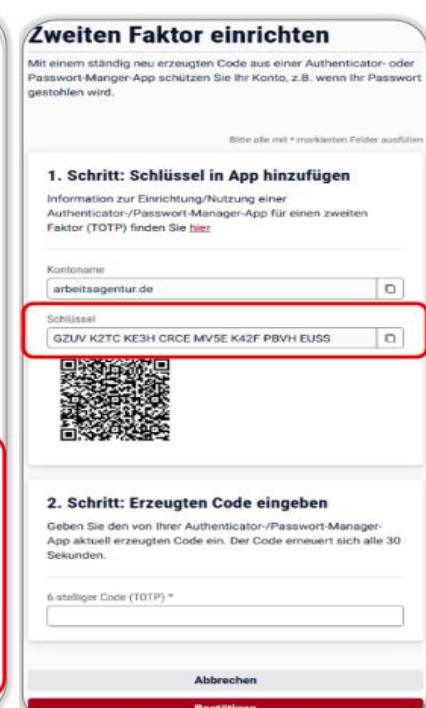 Zweiten Faktor einrichten
Mit einem ständig neu erzeugten Code aus einer Authenticator- oder
Passwort-Manger-App schützen Sie Ihr Konto, z.B. wenn Ihr Passwort
gestohlen wird.
Bitte alle mit * markierten Felder ausfüllen
1. Schritt: Schlüssel in App hinzufügen
Information zur Einrichtung/Nutzung einer
Authenticator-/Passwort-Manager-App für einen zweiten
Faktor (TOTP) finden Sie hier
Kontoname
arbeitsagentur.de
Schlüssel
GZUV K2TC KE3H CRCE MV5E K42F PBVH EUSS
2. Schritt: Erzeugten Code eingeben
Geben Sie den von Ihrer Authenticator-/Passwort-Manager-
App aktuell erzeugten Code ein. Der Code erneuert sich alle 30
Sekunden.
6-stelliger Code (TOTP) *
Abbrechen
Bestätigen